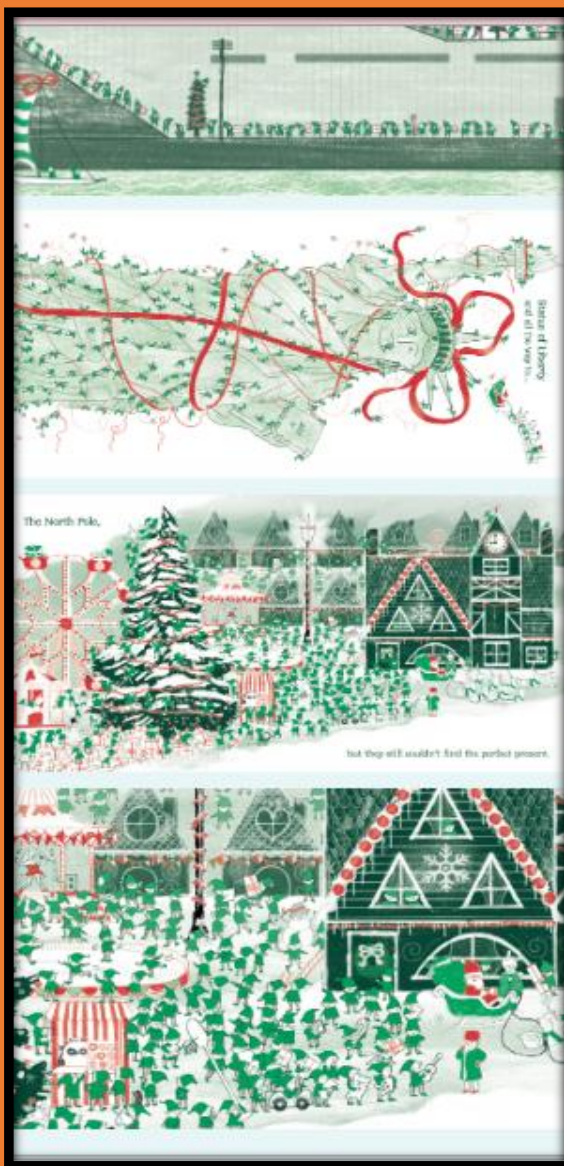 Statue of Liberty
and all the way to...
The North Pole,
but they still couldn't find the perfect present.